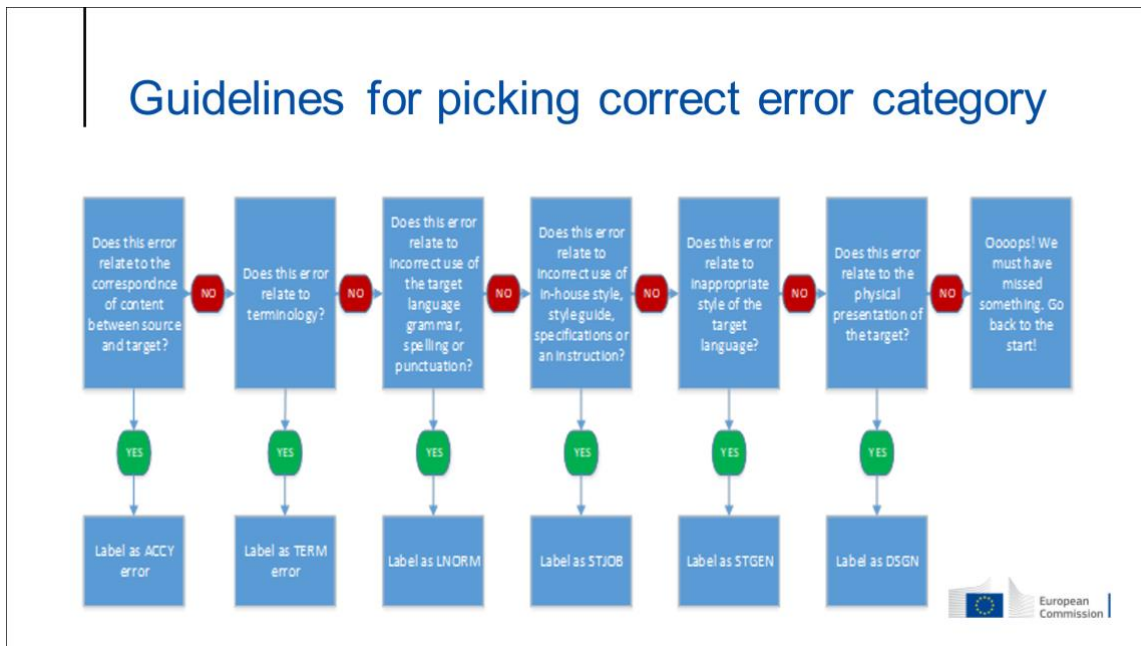 Guidelines for picking correct error category
Does this error
relate to the
correspondnce
of content
between source
and target?
NO
Does this error
relate to
terminology?
NO
Does this error
relate to
incorrect use of
the target
language
grammar,
spelling or
punctuation?
NO
Does this error
relate to
incorrect use of
in-house style,
style guide,
specifications or
an instruction?
NO
Does this error
relate to
inappropriate
style of the
target
language?
NO
Does this error
relate to the
physical
presentation of
the target?
NO
Oooops! We
must have
missed
something. Go
back to the
start!
YES
YES
YES
YES
YES
YES
Label as ACCY
error
Label as TERM
error
Label as LNORM
Label as STJOB
Label as STGEN
Label as DSGN
European
Commission